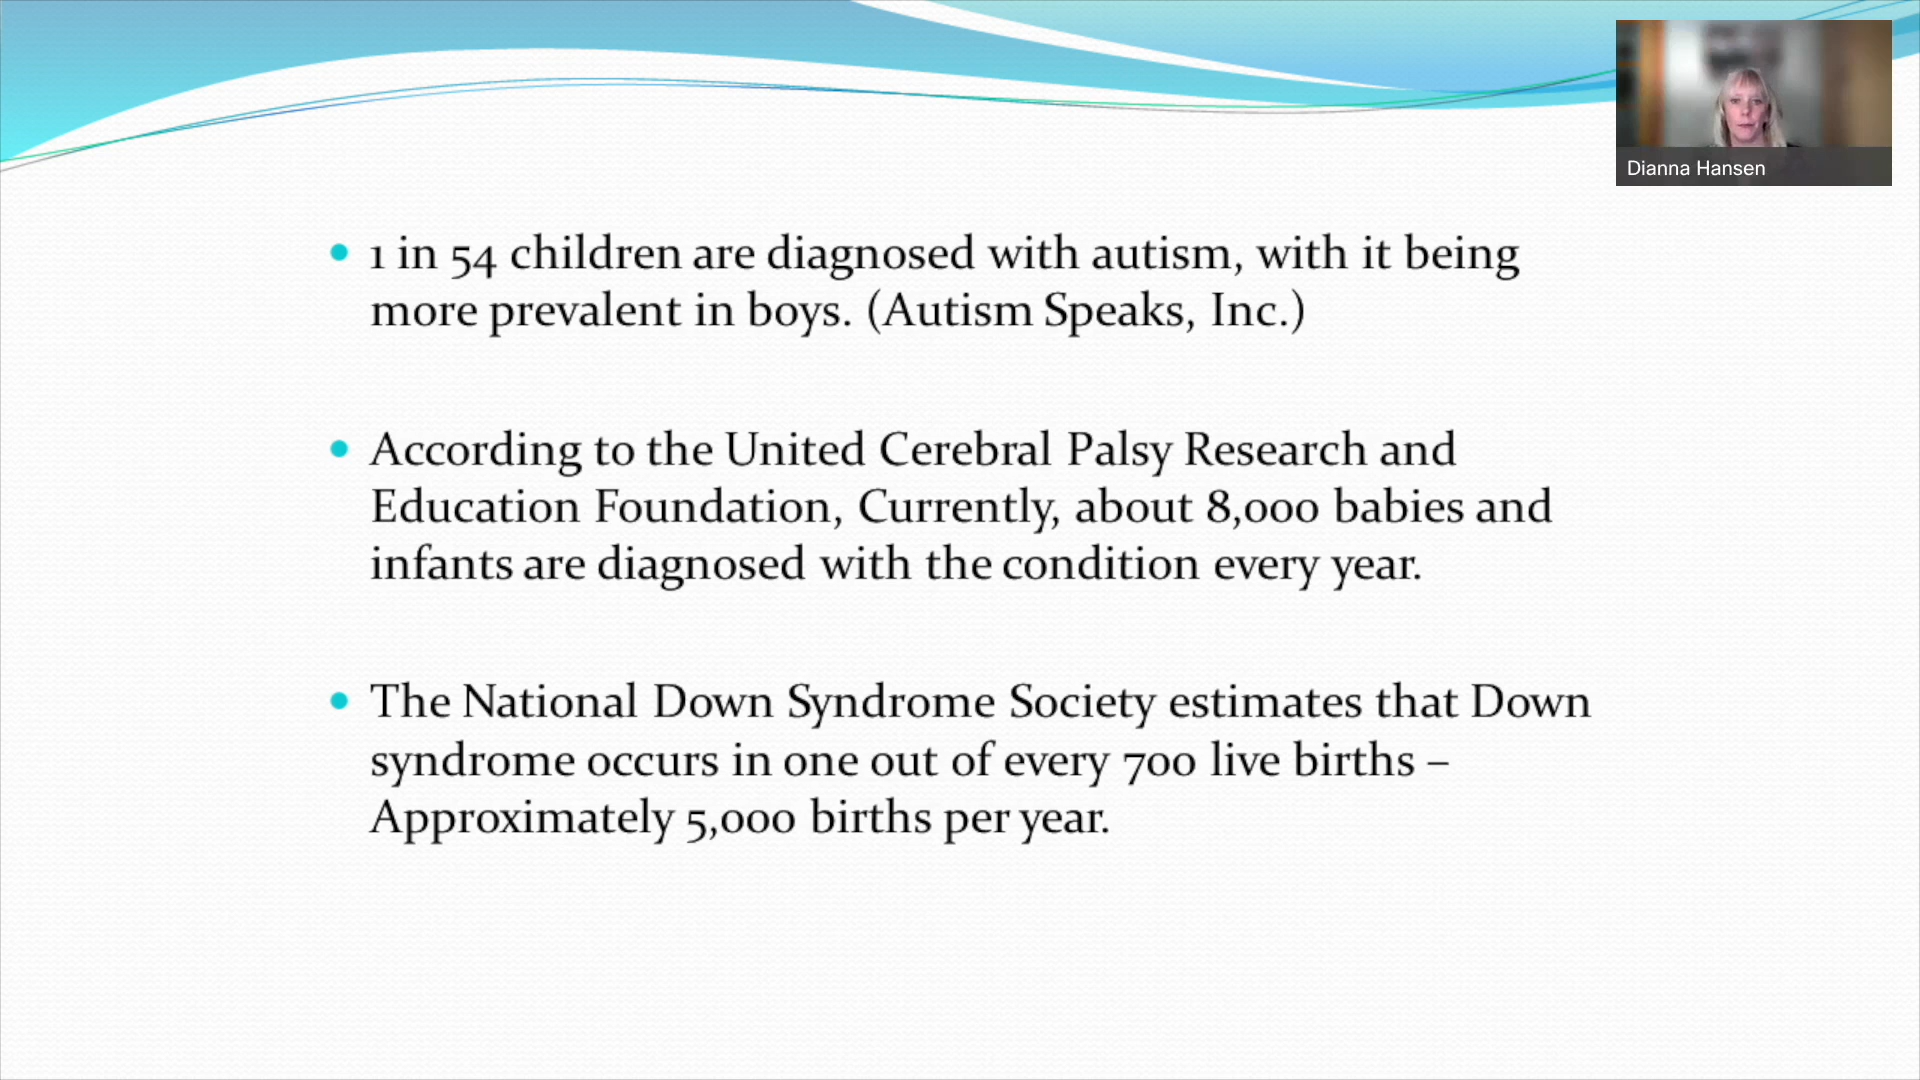 Dianna Hansen
1 in 54 children are diagnosed with autism, with it being
more prevalent in boys. (Autism Speaks, Inc.)
According to the United Cerebral Palsy Research and
Education Foundation, Currently, about 8,000 babies and
infants are diagnosed with the condition every year.
The National Down Syndrome Society estimates that Down
syndrome occurs in one out of every 700 live births –
Approximately 5,000 births per year.